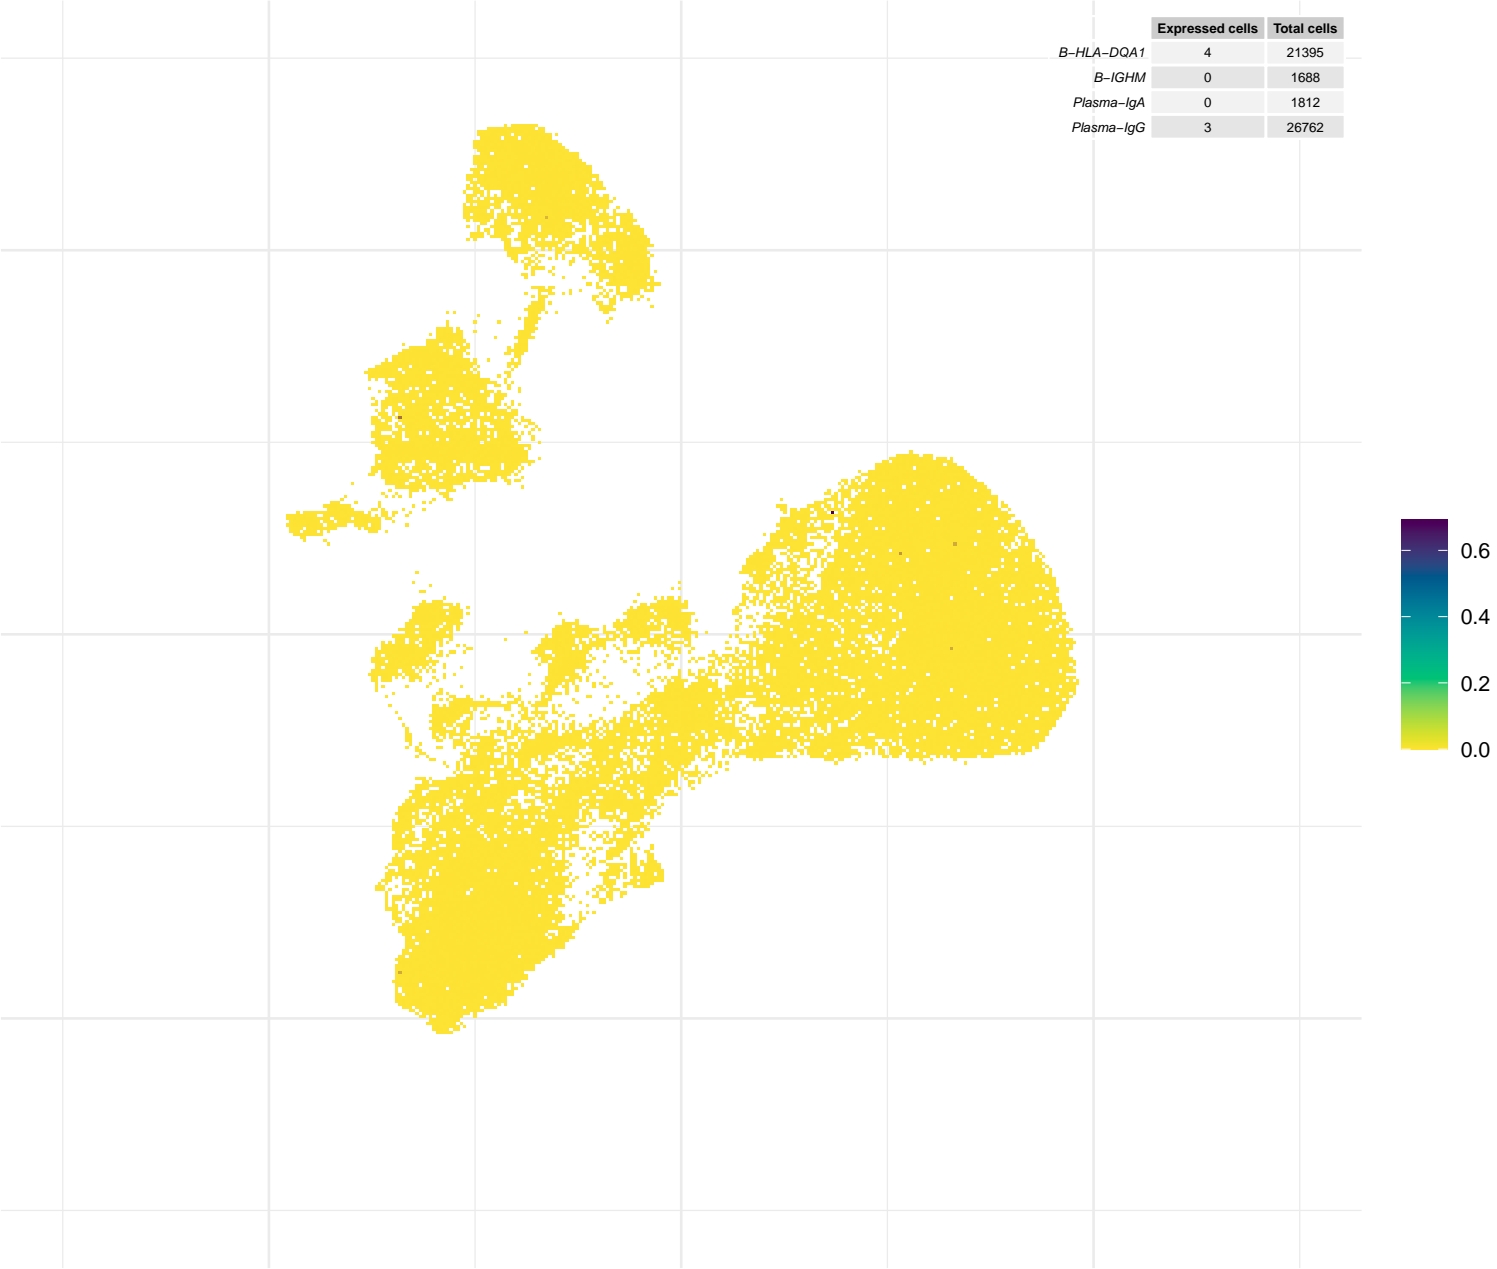 Expressed cells Total cells
B−HLA−DQA1 4 21395
B−IGHM 0 1688
Plasma−IgA 0 1812
Plasma−IgG 3 26762
0.6
0.4
0.2
0.0